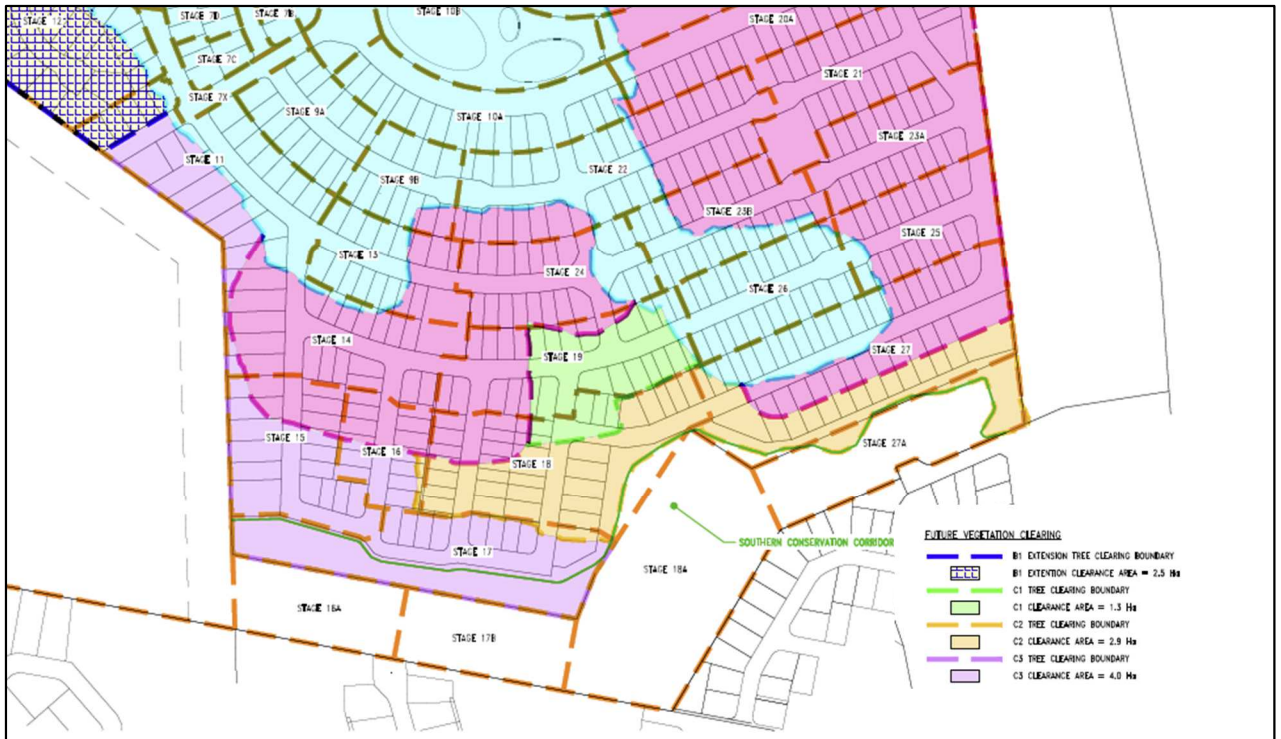 STAGE 10B
STAGE 12
STAGE 7D
STAGE 7B
STAGE 20A
STAGE 7C
STAGE 21
STAGE 7X
STAGE 9A
STAGE 10A
STAGE 23A
STAGE 11
STAGE 22
STAGE 9B
STAGE 23B
STAGE 25
STAGE 13
STAGE 24
STAGE 26
STAGE 14
STAGE 19
STAGE 27
STAGE 15
STAGE 27A
STAGE 16
STAGE 18
SOUTHERN CONSERVATION CORRIDOR
STAGE 17
STAGE 18A
STAGE 16A
STAGE 17B
FUTURE VEGETATION CLEARING
B1 EXTENSION TREE CLEARING BOUNDARY
B1 EXTENTION CLEARANCE AREA = 2.5 Ha
C1 TREE CLEARING BOUNDARY
C1 CLEARANCE AREA = 1.3 Ha
C2 TREE CLEARING BOUNDARY
C2 CLEARANCE AREA = 2.9 Ha
C3 TREE CLEARING BOUNDARY
C3 CLEARANCE AREA = 4.0 Ha